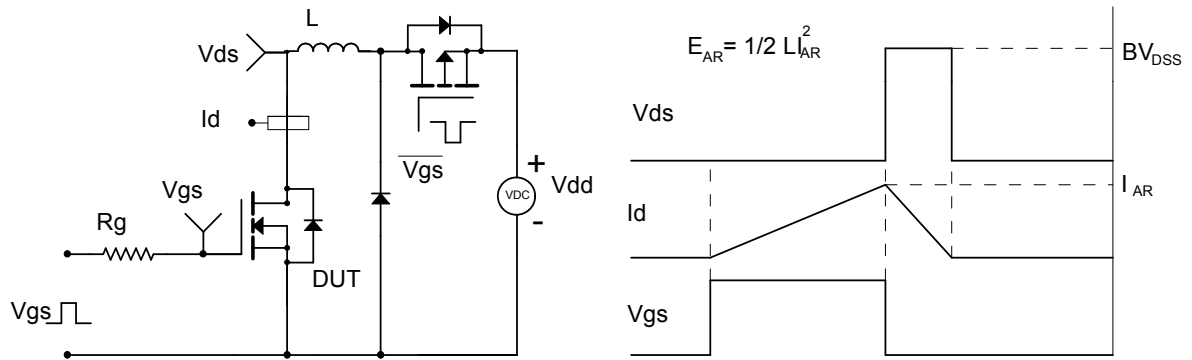 L
Vds
Id
Vgs
Rg
DUT
Vgs
Vgs
+
VDC
Vdd
-
E_AR = 1/2 LI_AR^2
BV_DSS
Vds
I_AR
Id
Vgs